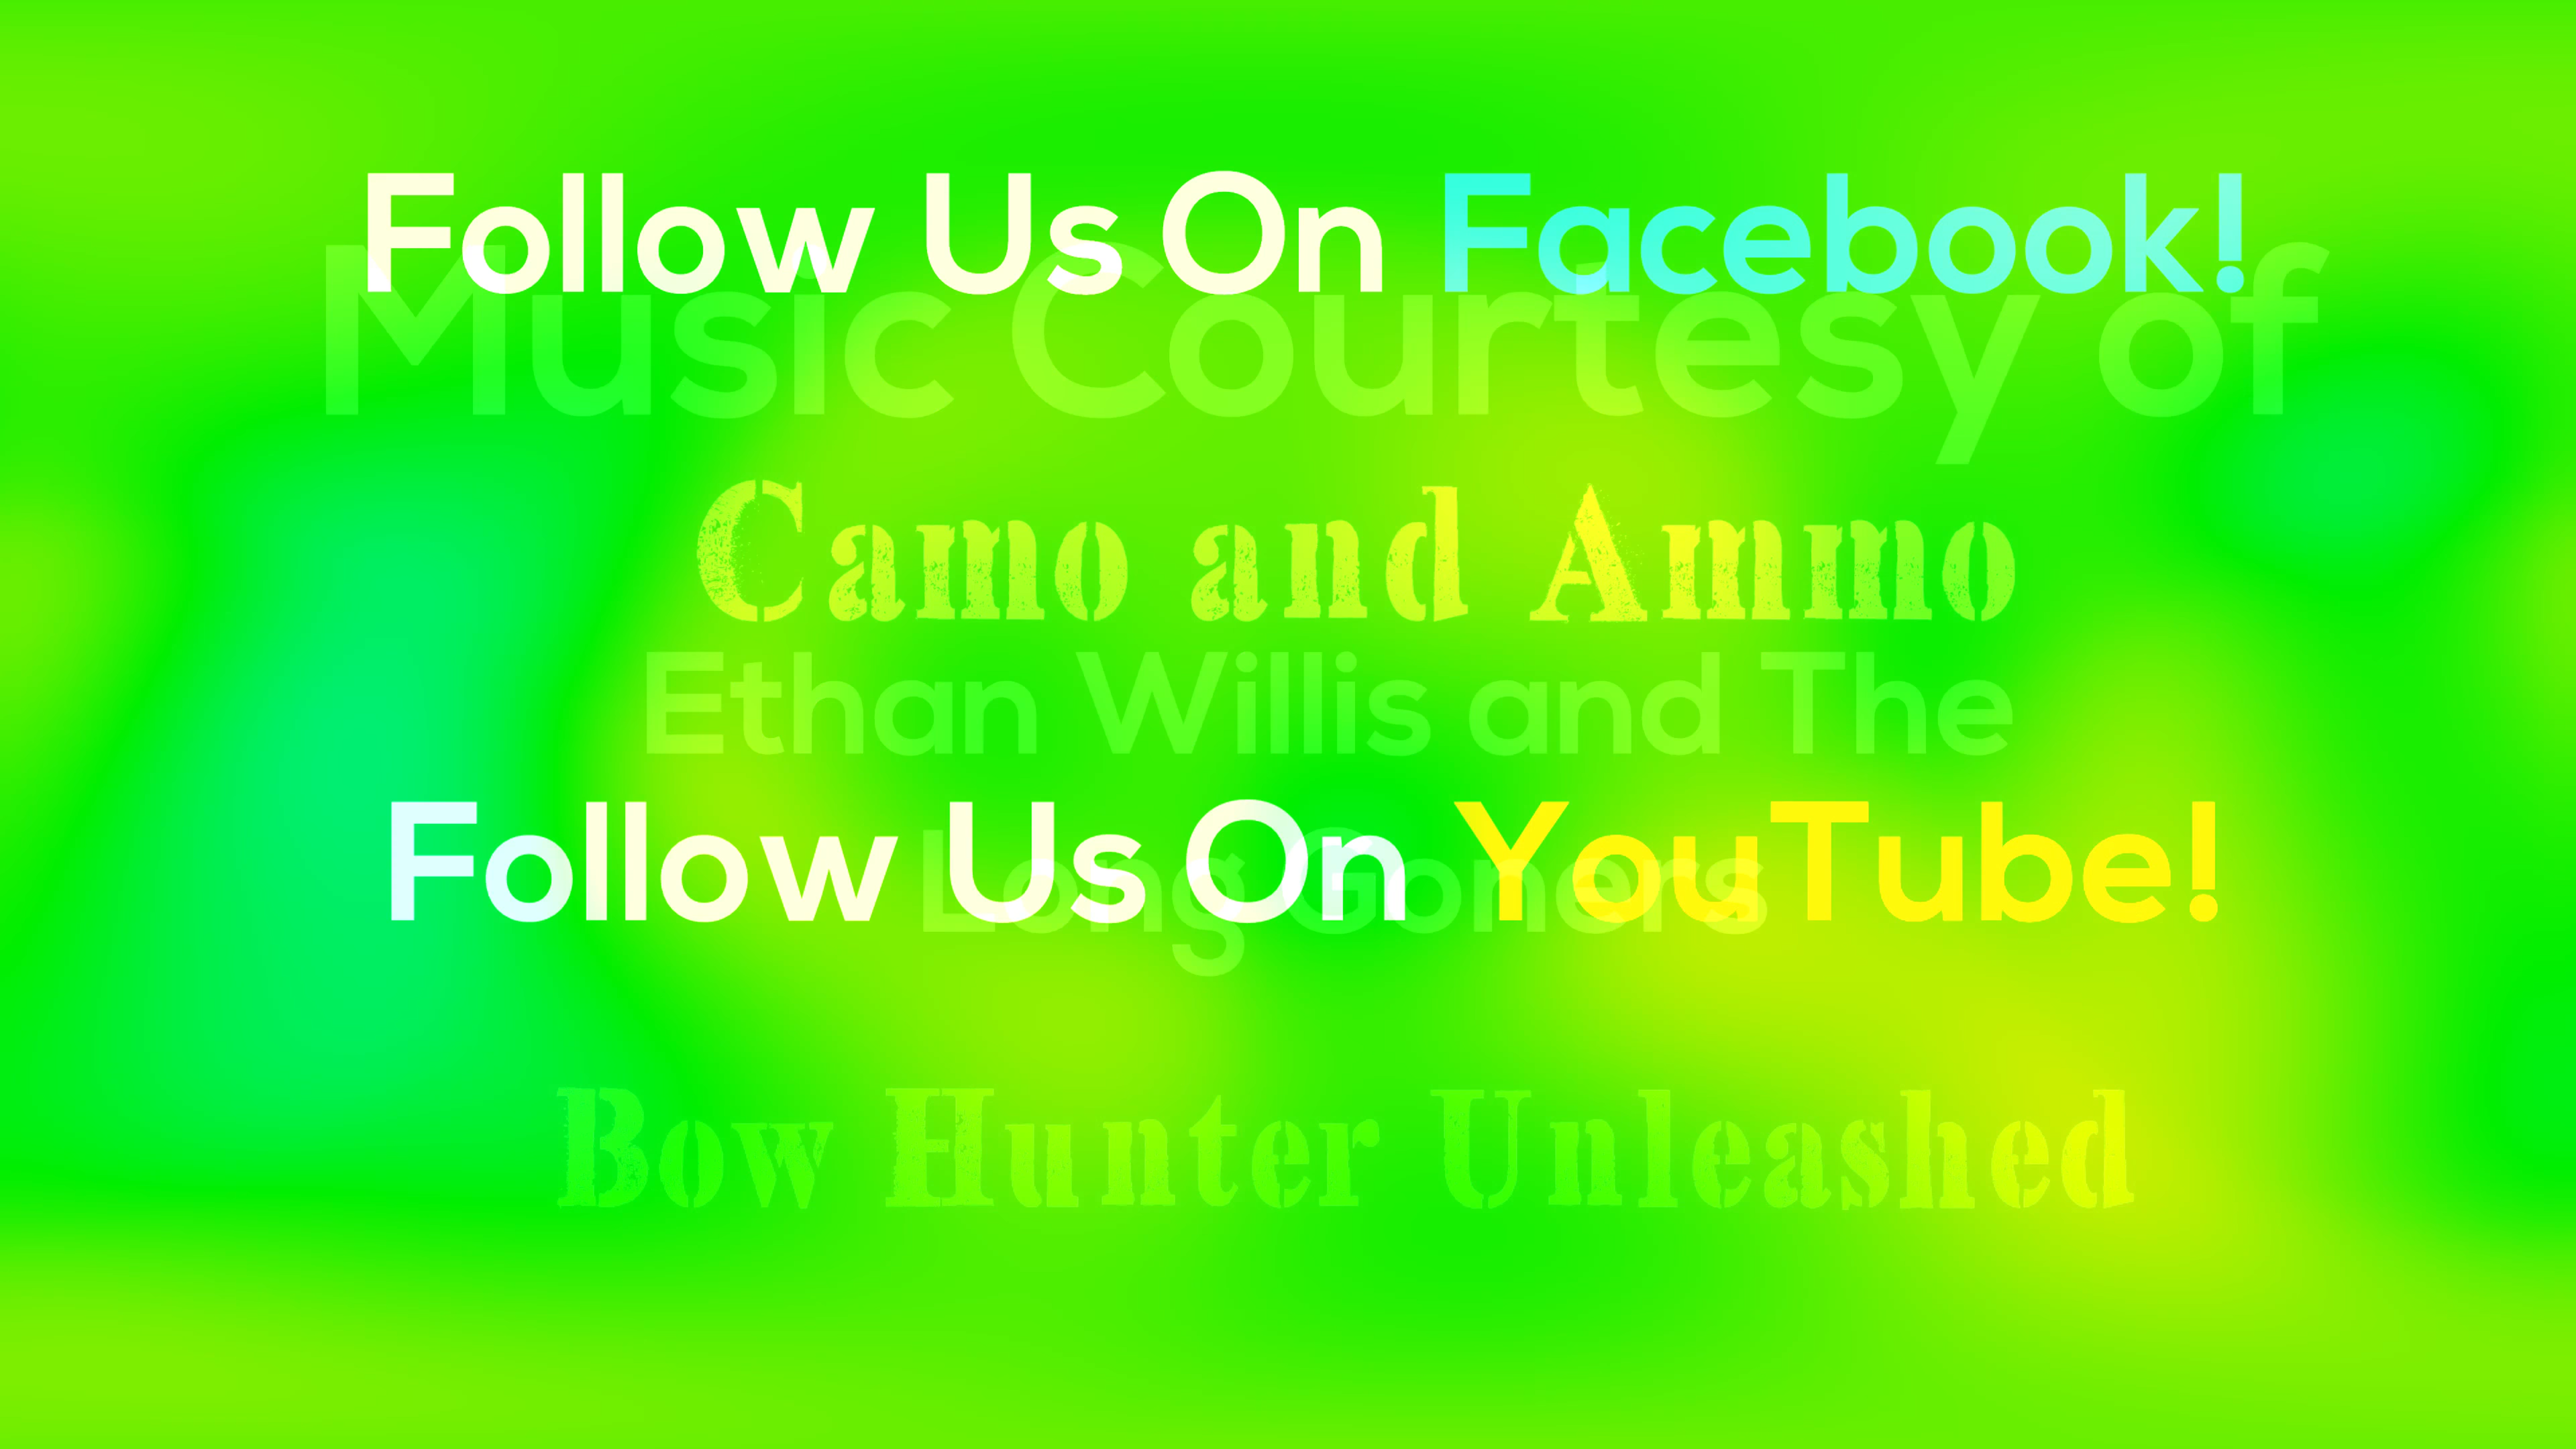 Follow Us On Facebook!
Music Courtesy of
Camo and Ammo
Ethan Willis and The
Follow Us On YouTube!
Long Goners
Bow Hunter Unleashed